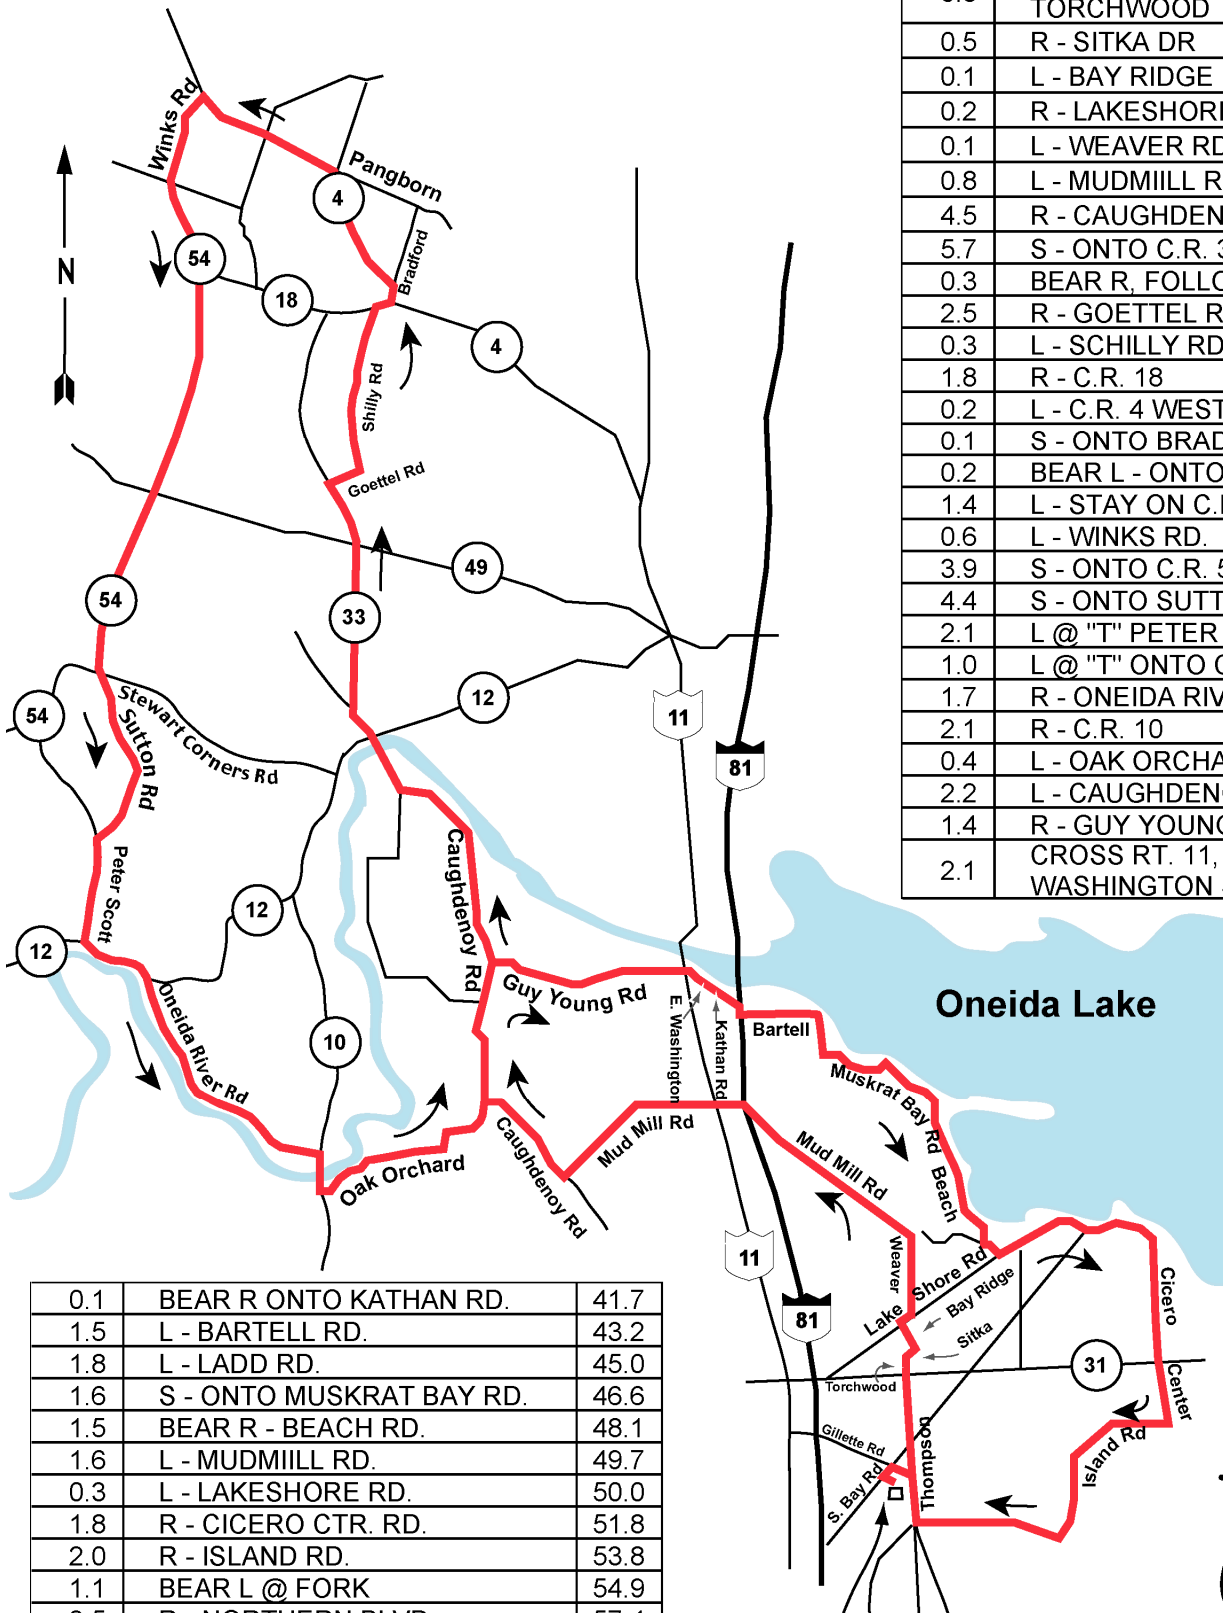 TORCHWOOD
0.5 R - SITKA DR
0.1 L - BAY RIDGE
0.2 R - LAKESHOR
0.1 L - WEAVER RD
0.8 L - MUDMIILL R
4.5 R - CAUGHDEN
5.7 S - ONTO C.R. 3
0.3 BEAR R, FOLLO
2.5 R - GOETTEL R
0.3 L - SCHILLY RD
1.8 R - C.R. 18
0.2 L - C.R. 4 WEST
0.1 S - ONTO BRAD
0.2 BEAR L - ONTO
1.4 L - STAY ON C.
0.6 L - WINKS RD.
3.9 S - ONTO C.R. 5
4.4 S - ONTO SUTT
2.1 L @ "T" PETER
1.0 L @ "T" ONTO
1.7 R - ONEIDA RIV
2.1 R - C.R. 10
0.4 L - OAK ORCHA
2.2 L - CAUGHDEN
1.4 R - GUY YOUNG
2.1 CROSS RT. 11,
WASHINGTON
Winks Rd
Pangborn
4
Bradford
54
N
18
4
Shilly Rd
Goettel Rd
49
54
33
12
54
Stewart Corners Rd
Sutton Rd
11
81
Caughdenoy Rd
Peter Scott
12
12
Guy Young Rd
E. Washington
Kathan Rd
Bartell
Oneida Lake
Oneida River Rd
10
Muskrat Bay Rd
Beach
Mud Mill Rd
Mud Mill Rd
Oak Orchard
Caughdenoy Rd
11
Weaver
Lake Shore Rd
Bay Ridge
Cicero Center
81
Sitka
31
Torchwood
Gillette Rd
Thompson
Island Rd
S. Bay Rd
0.1 BEAR R ONTO KATHAN RD. 41.7
1.5 L - BARTELL RD. 43.2
1.8 L - LADD RD. 45.0
1.6 S - ONTO MUSKRAT BAY RD. 46.6
1.5 BEAR R - BEACH RD. 48.1
1.6 L - MUDMIILL RD. 49.7
0.3 L - LAKESHORE RD. 50.0
1.8 R - CICERO CTR. RD. 51.8
2.0 R - ISLAND RD. 53.8
1.1 BEAR L @ FORK 54.9